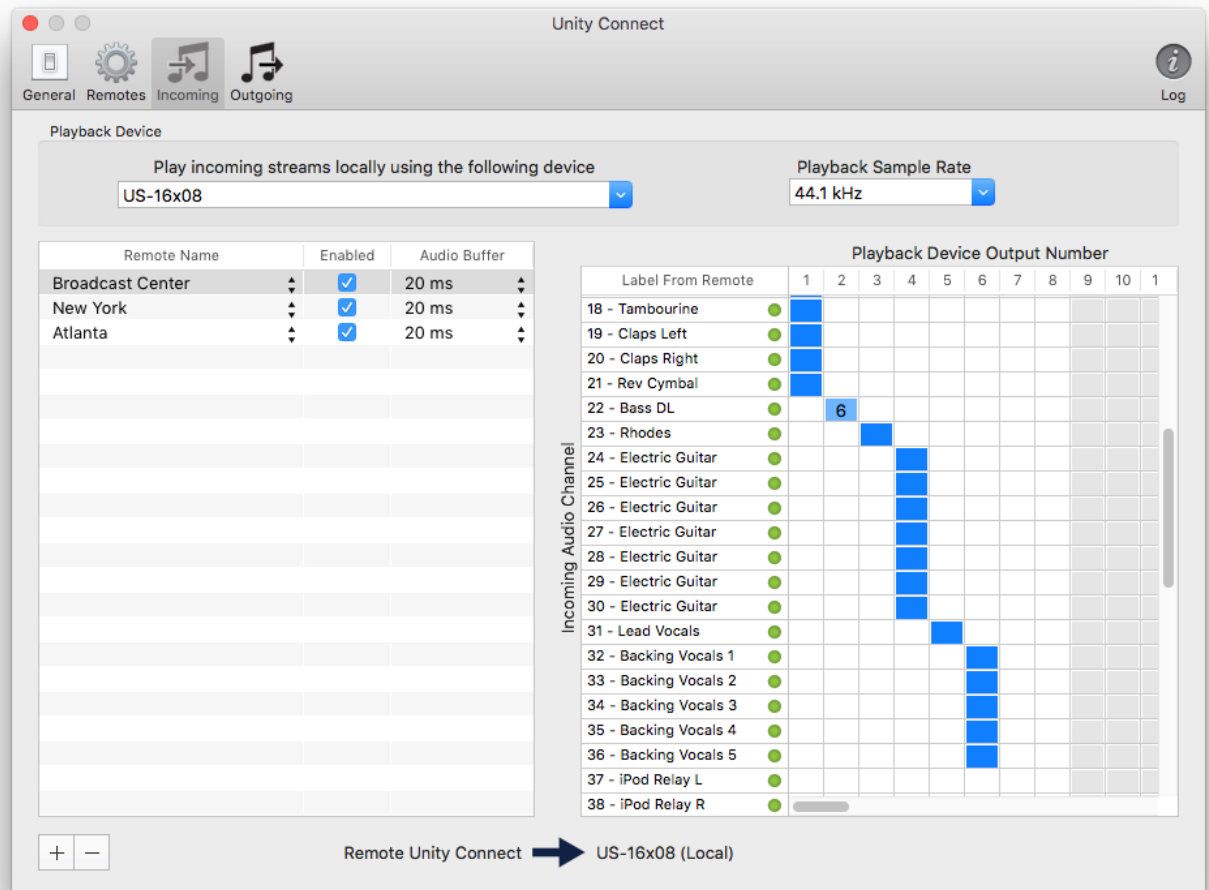 Unity Connect
General Remotes Incoming Outgoing
Log
Playback Device
Play incoming streams locally using the following device
Playback Sample Rate
US-16x08
44.1 kHz
Remote Name Enabled Audio Buffer
Broadcast Center 20 ms
New York 20 ms
Atlanta 20 ms
Playback Device Output Number
Label From Remote 1 2 3 4 5 6 7 8 9 10 1
Incoming Audio Channel
18 - Tambourine
19 - Claps Left
20 - Claps Right
21 - Rev Cymbal
22 - Bass DL 6
23 - Rhodes
24 - Electric Guitar
25 - Electric Guitar
26 - Electric Guitar
27 - Electric Guitar
28 - Electric Guitar
29 - Electric Guitar
30 - Electric Guitar
31 - Lead Vocals
32 - Backing Vocals 1
33 - Backing Vocals 2
34 - Backing Vocals 3
35 - Backing Vocals 4
36 - Backing Vocals 5
37 - iPod Relay L
38 - iPod Relay R
+ −
Remote Unity Connect US-16x08 (Local)